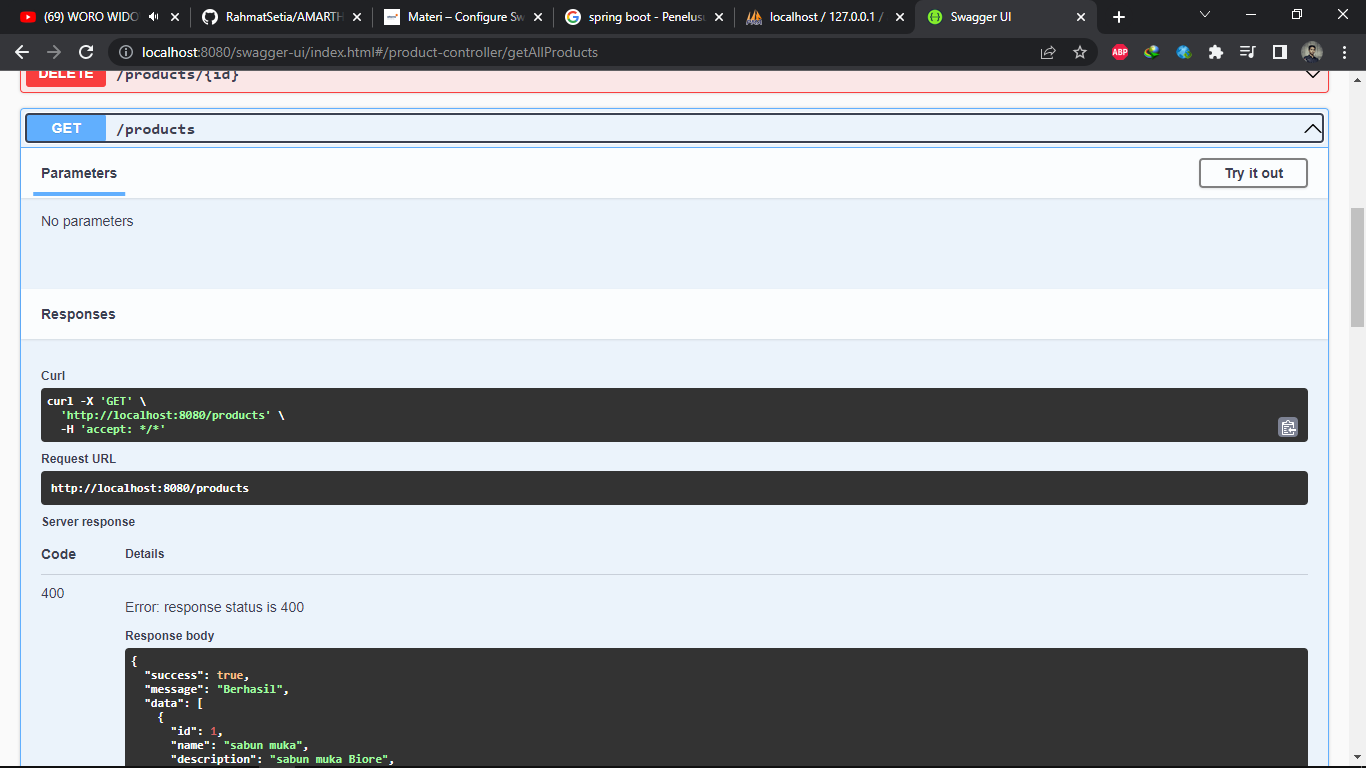 (69) WORO WIDO
RahmatSetia/AMARTH
Materi – Configure Sw
spring boot - Penelusu
localhost / 127.0.0.1 /
Swagger UI
localhost:8080/swagger-ui/index.html#/product-controller/getAllProducts
ABP
DELETE /products/{id}
GET /products
Parameters
Try it out
No parameters
Responses
Curl
curl -X 'GET' \
'http://localhost:8080/products' \
-H 'accept: */*'
Request URL
http://localhost:8080/products
Server response
Code Details
400
Error: response status is 400
Response body
{
"success": true,
"message": "Berhasil",
"data": [
{
"id": 1,
"name": "sabun muka",
"description": "sabun muka Biore",